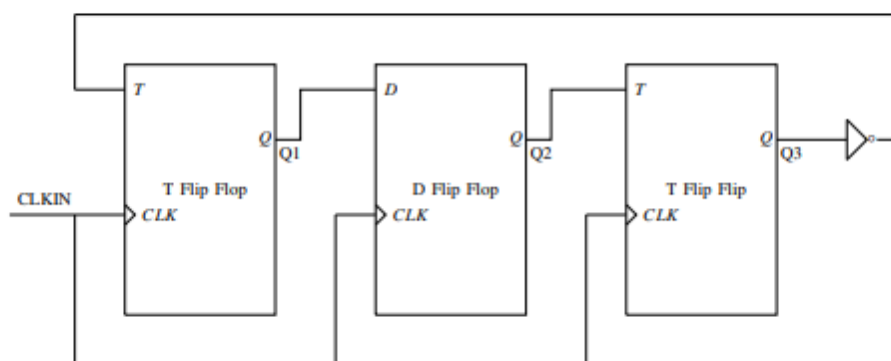 T
Q
Q1
T Flip Flop
CLKIN
CLK
D
Q
Q2
D Flip Flop
CLK
T
Q
Q3
T Flip Flip
CLK